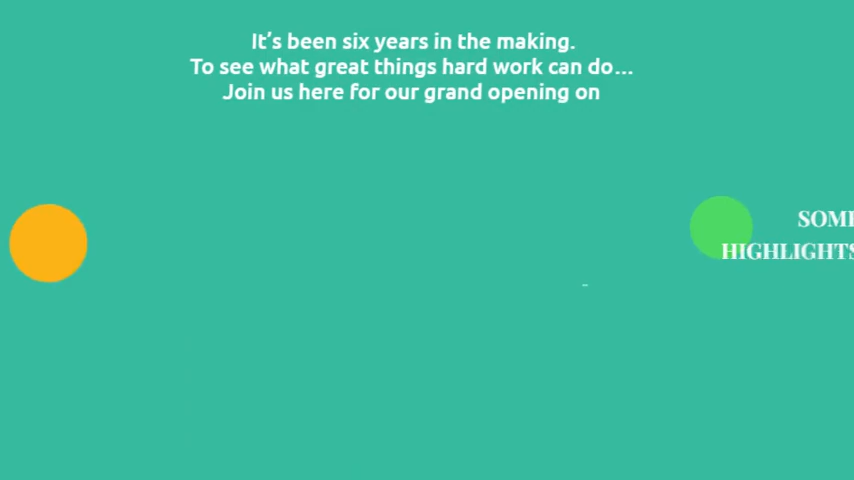 It's been six years in the making.
To see what great things hard work can do...
Join us here for our grand opening on
HIGHLIGHTS